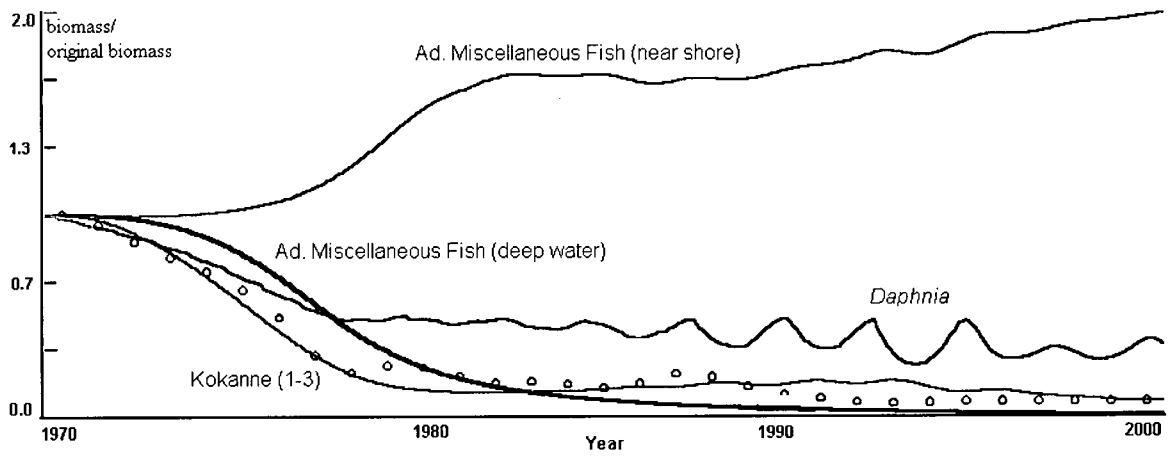 2.0
biomass/
original biomass
Ad. Miscellaneous Fish (near shore)
1.3
Ad. Miscellaneous Fish (deep water)
0.7
Daphnia
Kokanne (1-3)
0.0
1970
1980
1990
2000
Year